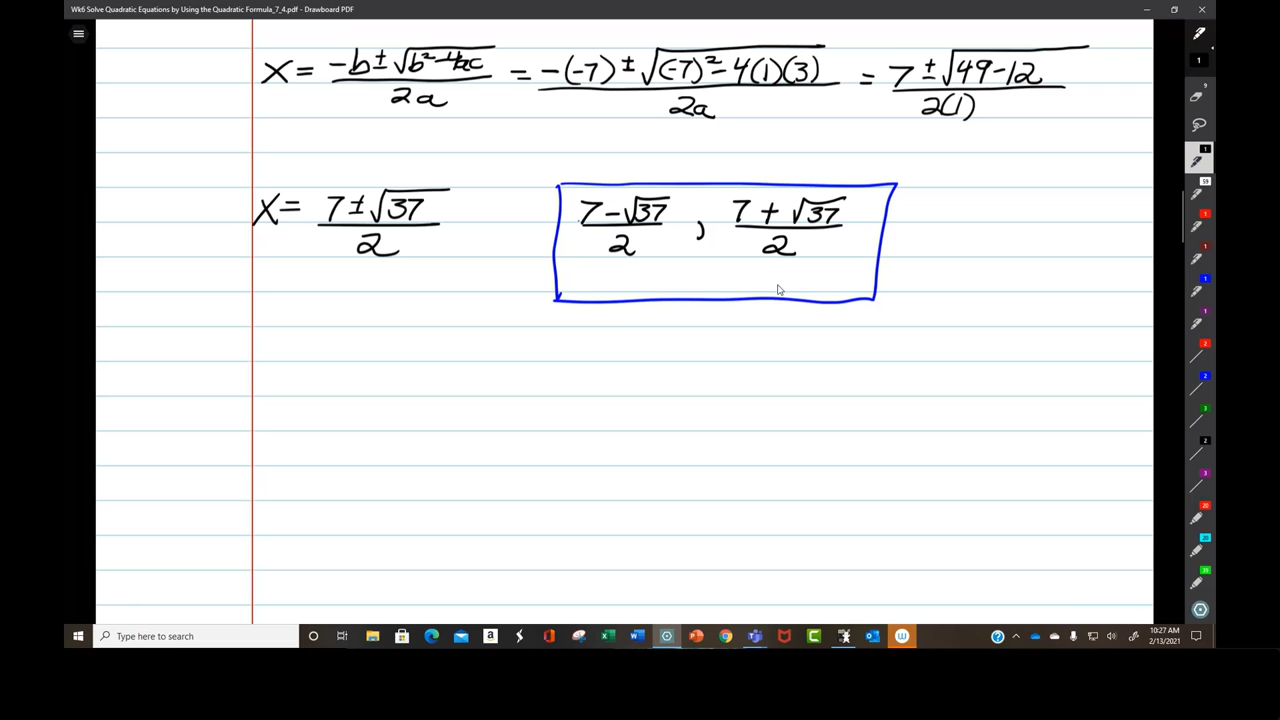 Wk6 Solve Quadratic Equations by Using the Quadratic Formula_7_4.pdf - Drawboard PDF
x = (-b ± √(b² - 4ac)) / 2a = (-(-7) ± √((-7)² - 4(1)(3))) / 2a = (7 ± √(49 - 12)) / 2(1)
x = (7 ± √37) / 2 (7 - √37) / 2 , (7 + √37) / 2
Type here to search
10:27 AM
2/13/2021